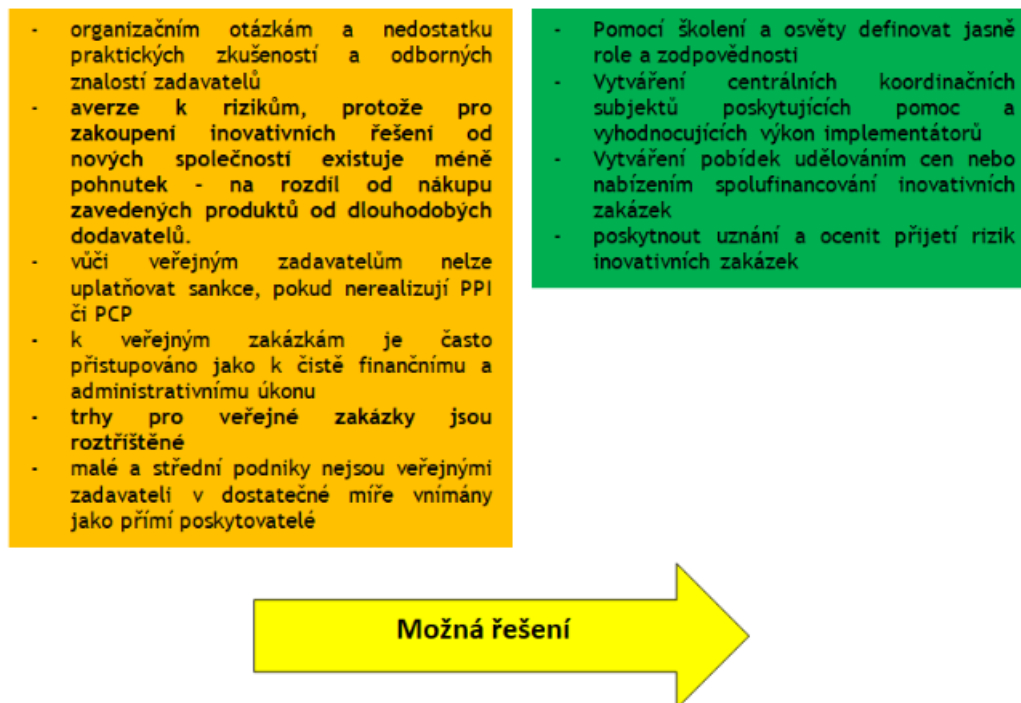 - organizačním otázkám a nedostatku
praktických zkušeností a odborných
znalostí zadavatelů
- averze k rizikům, protože pro
zakoupení inovativních řešení od
nových společností existuje méně
pohnutek - na rozdíl od nákupu
zavedených produktů od dlouhodobých
dodavatelů.
- vůči veřejným zadavatelům nelze
uplatňovat sankce, pokud nerealizují PPI
či PCP
- k veřejným zakázkám je často
přistupováno jako k čistě finančnímu a
administrativnímu úkonu
- trhy pro veřejné zakázky jsou
roztříštěné
- malé a střední podniky nejsou veřejnými
zadavateli v dostatečné míře vnímány
jako přímí poskytovatelé
- Pomocí školení a osvěty definovat jasně
role a zodpovědnosti
- Vytváření centrálních koordinačních
subjektů poskytujících pomoc a
vyhodnocujících výkon implementátorů
- Vytváření pobídek udělováním cen nebo
nabízením spolufinancování inovativních
zakázek
- poskytnout uznání a ocenit přijetí rizik
inovativních zakázek
Možná řešení